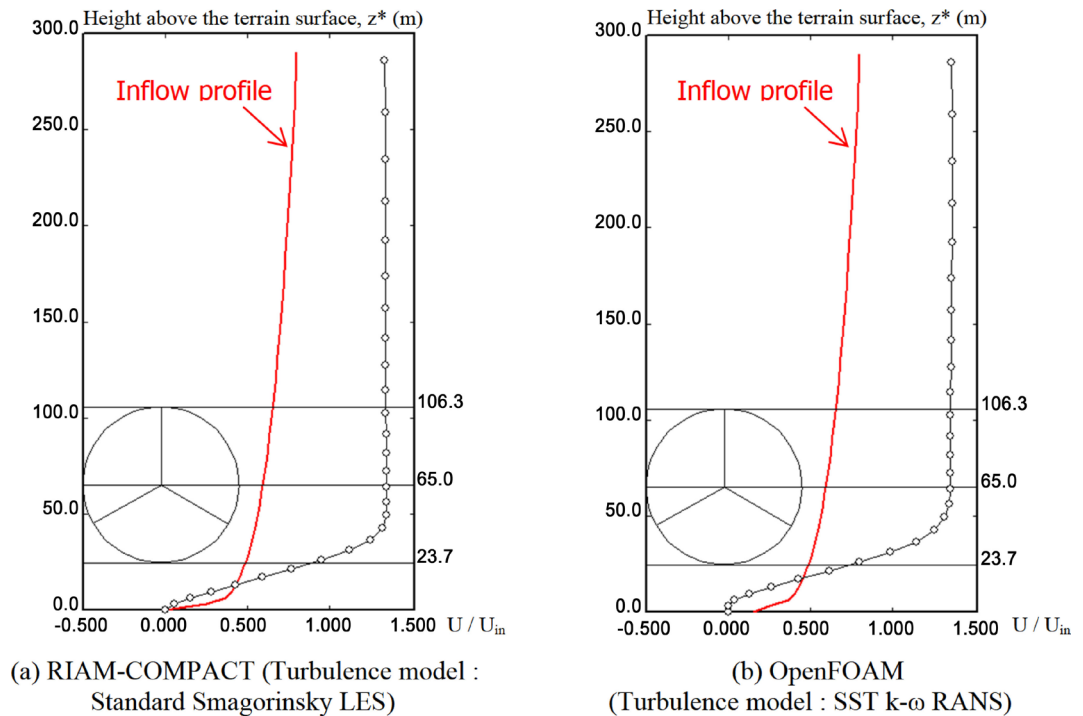 Height above the terrain surface, z* (m)
300.0
250.0
200.0
150.0
100.0
50.0
0.0
Inflow profile
106.3
65.0
23.7
-0.500 0.000 0.500 1.000 1.500 U / Uin
(a) RIAM-COMPACT (Turbulence model :
Standard Smagorinsky LES)
Height above the terrain surface, z* (m)
300.0
250.0
200.0
150.0
100.0
50.0
0.0
Inflow profile
106.3
65.0
23.7
-0.500 0.000 0.500 1.000 1.500 U / Uin
(b) OpenFOAM
(Turbulence model : SST k-ω RANS)